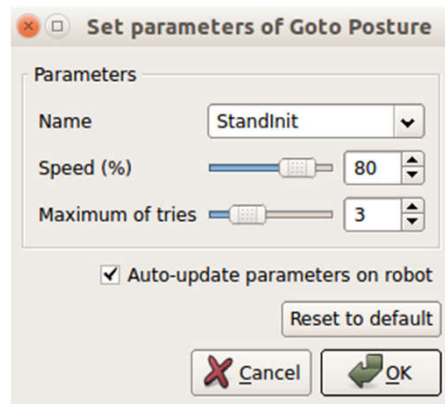 Set parameters of Goto Posture
Parameters
Name StandInit
Speed (%) 80
Maximum of tries 3
Auto-update parameters on robot
Reset to default
Cancel OK